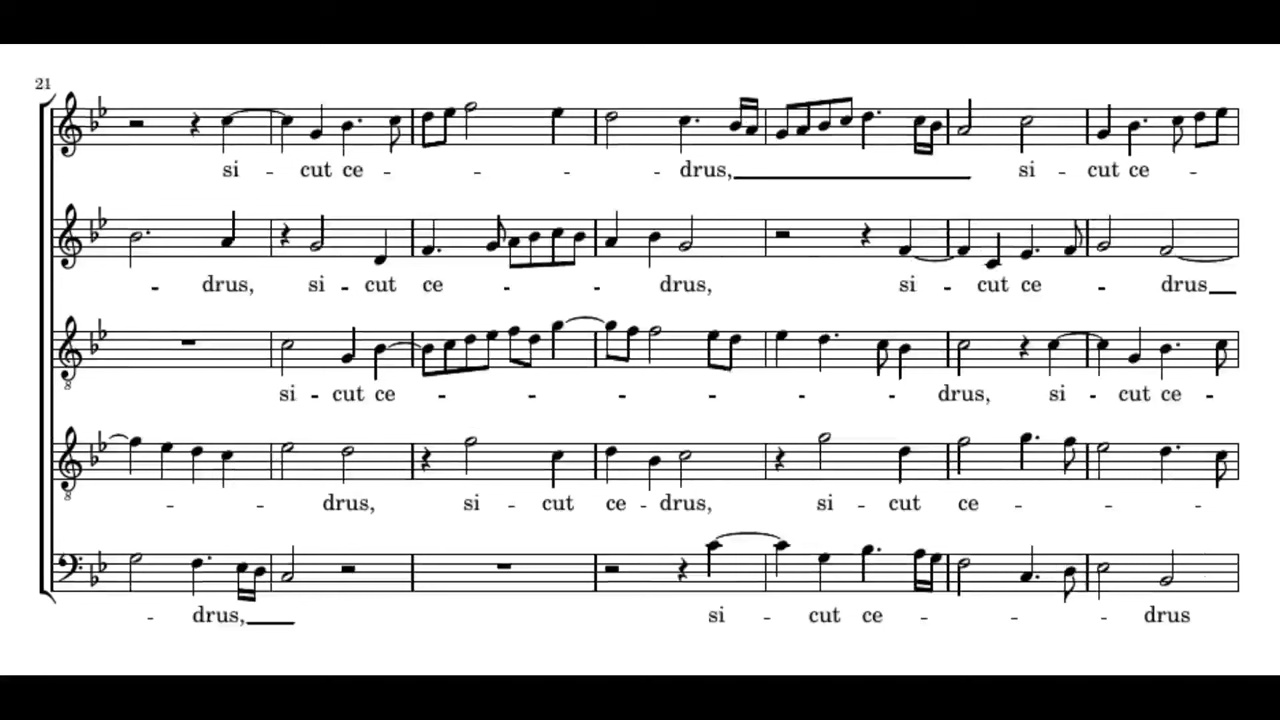 21
si - cut ce - - - - drus, si - cut ce -
- drus, si - cut ce - - - drus, si - cut ce - drus
si - cut ce - - - - - - drus, si - cut ce -
- - - drus, si - cut ce - drus, si - cut ce - - -
- drus, si - cut ce - - - drus